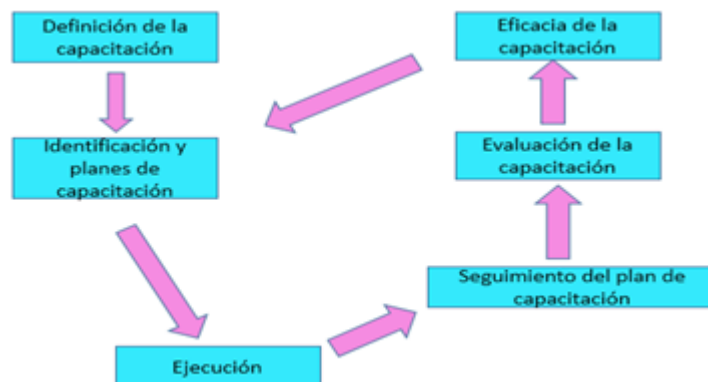 Definición de la
capacitación
Identificación y
planes de
capacitación
Ejecución
Seguimiento del plan de
capacitación
Evaluación de la
capacitación
Eficacia de la
capacitación